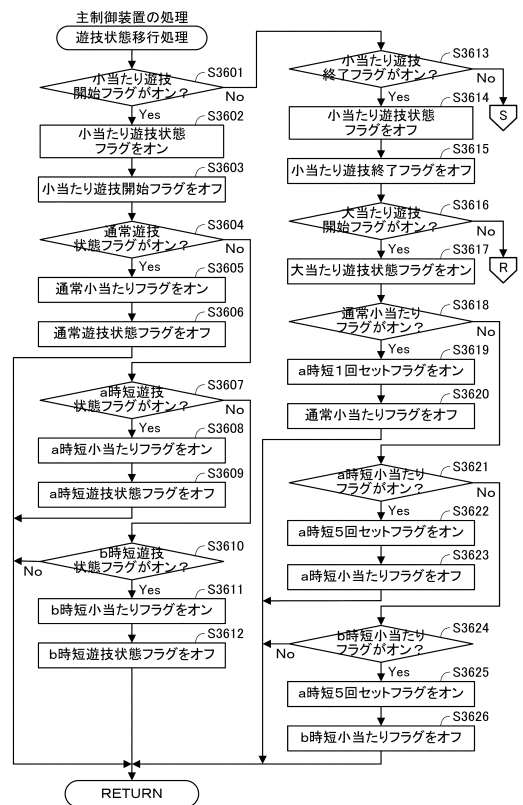 主制御装置の処理
遊技状態移行処理
小当たり遊技
開始フラグがオン?
S3601
No
Yes
S3602
小当たり遊技状態
フラグをオン
S3603
小当たり遊技開始フラグをオフ
通常遊技
状態フラグがオン?
S3604
No
Yes
S3605
通常小当たりフラグをオン
S3606
通常遊技状態フラグをオフ
a時短遊技
状態フラグがオン?
S3607
No
Yes
S3608
a時短小当たりフラグをオン
S3609
a時短遊技状態フラグをオフ
b時短遊技
状態フラグがオン?
S3610
No
Yes
S3611
b時短小当たりフラグをオン
S3612
b時短遊技状態フラグをオフ
RETURN
小当たり遊技
終了フラグがオン?
S3613
No
S
Yes
S3614
小当たり遊技状態
フラグをオフ
S3615
小当たり遊技終了フラグをオフ
大当たり遊技
開始フラグがオン?
S3616
No
R
Yes
S3617
大当たり遊技状態フラグをオン
通常小当たり
フラグがオン?
S3618
No
Yes
S3619
a時短1回セットフラグをオン
S3620
通常小当たりフラグをオフ
a時短小当たり
フラグがオン?
S3621
No
Yes
S3622
a時短5回セットフラグをオン
S3623
a時短小当たりフラグをオフ
b時短小当たり
フラグがオン?
S3624
No
Yes
S3625
a時短5回セットフラグをオン
S3626
b時短小当たりフラグをオフ